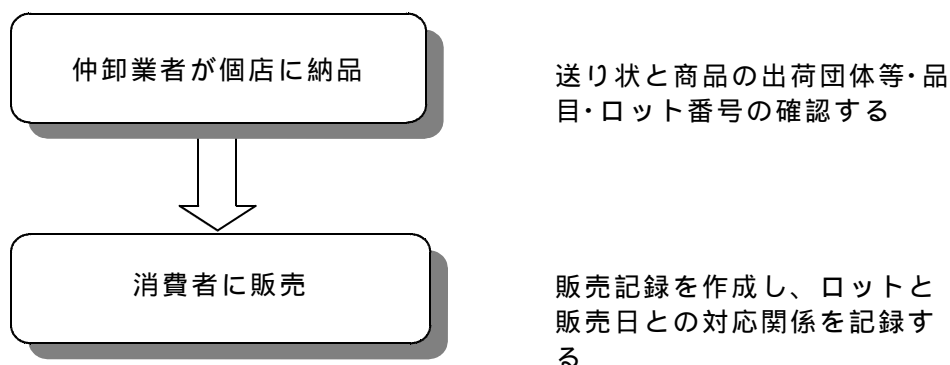 仲卸業者が個店に納品
送り状と商品の出荷団体等･品
目･ロット番号の確認する
消費者に販売
販売記録を作成し、ロットと
販売日との対応関係を記録す
る